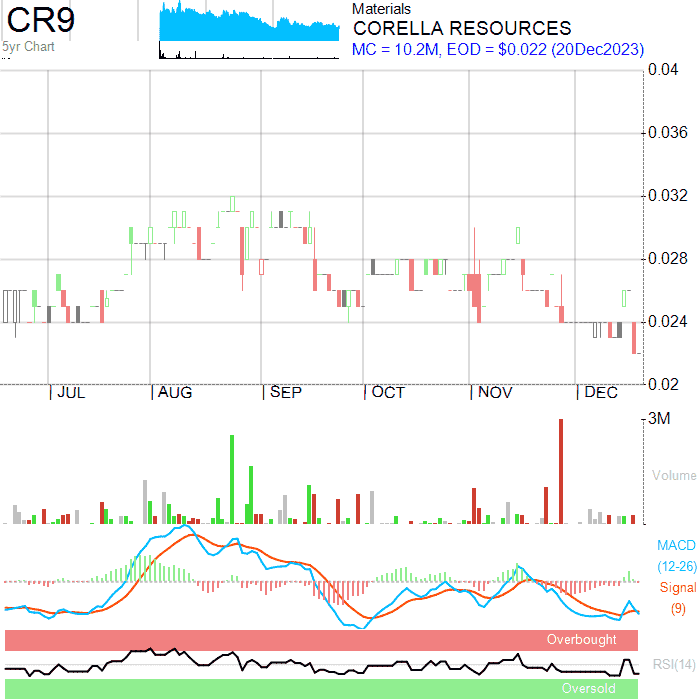 CR9
5yr Chart
Materials
CORELLA RESOURCES
MC = 10.2M, EOD = $0.022 (20Dec2023)
0.04
0.036
0.032
0.028
0.024
0.02
JUL
AUG
SEP
OCT
NOV
DEC
3M
Volume
MACD
(12-26)
Signal
(9)
Overbought
RSI(14)
Oversold